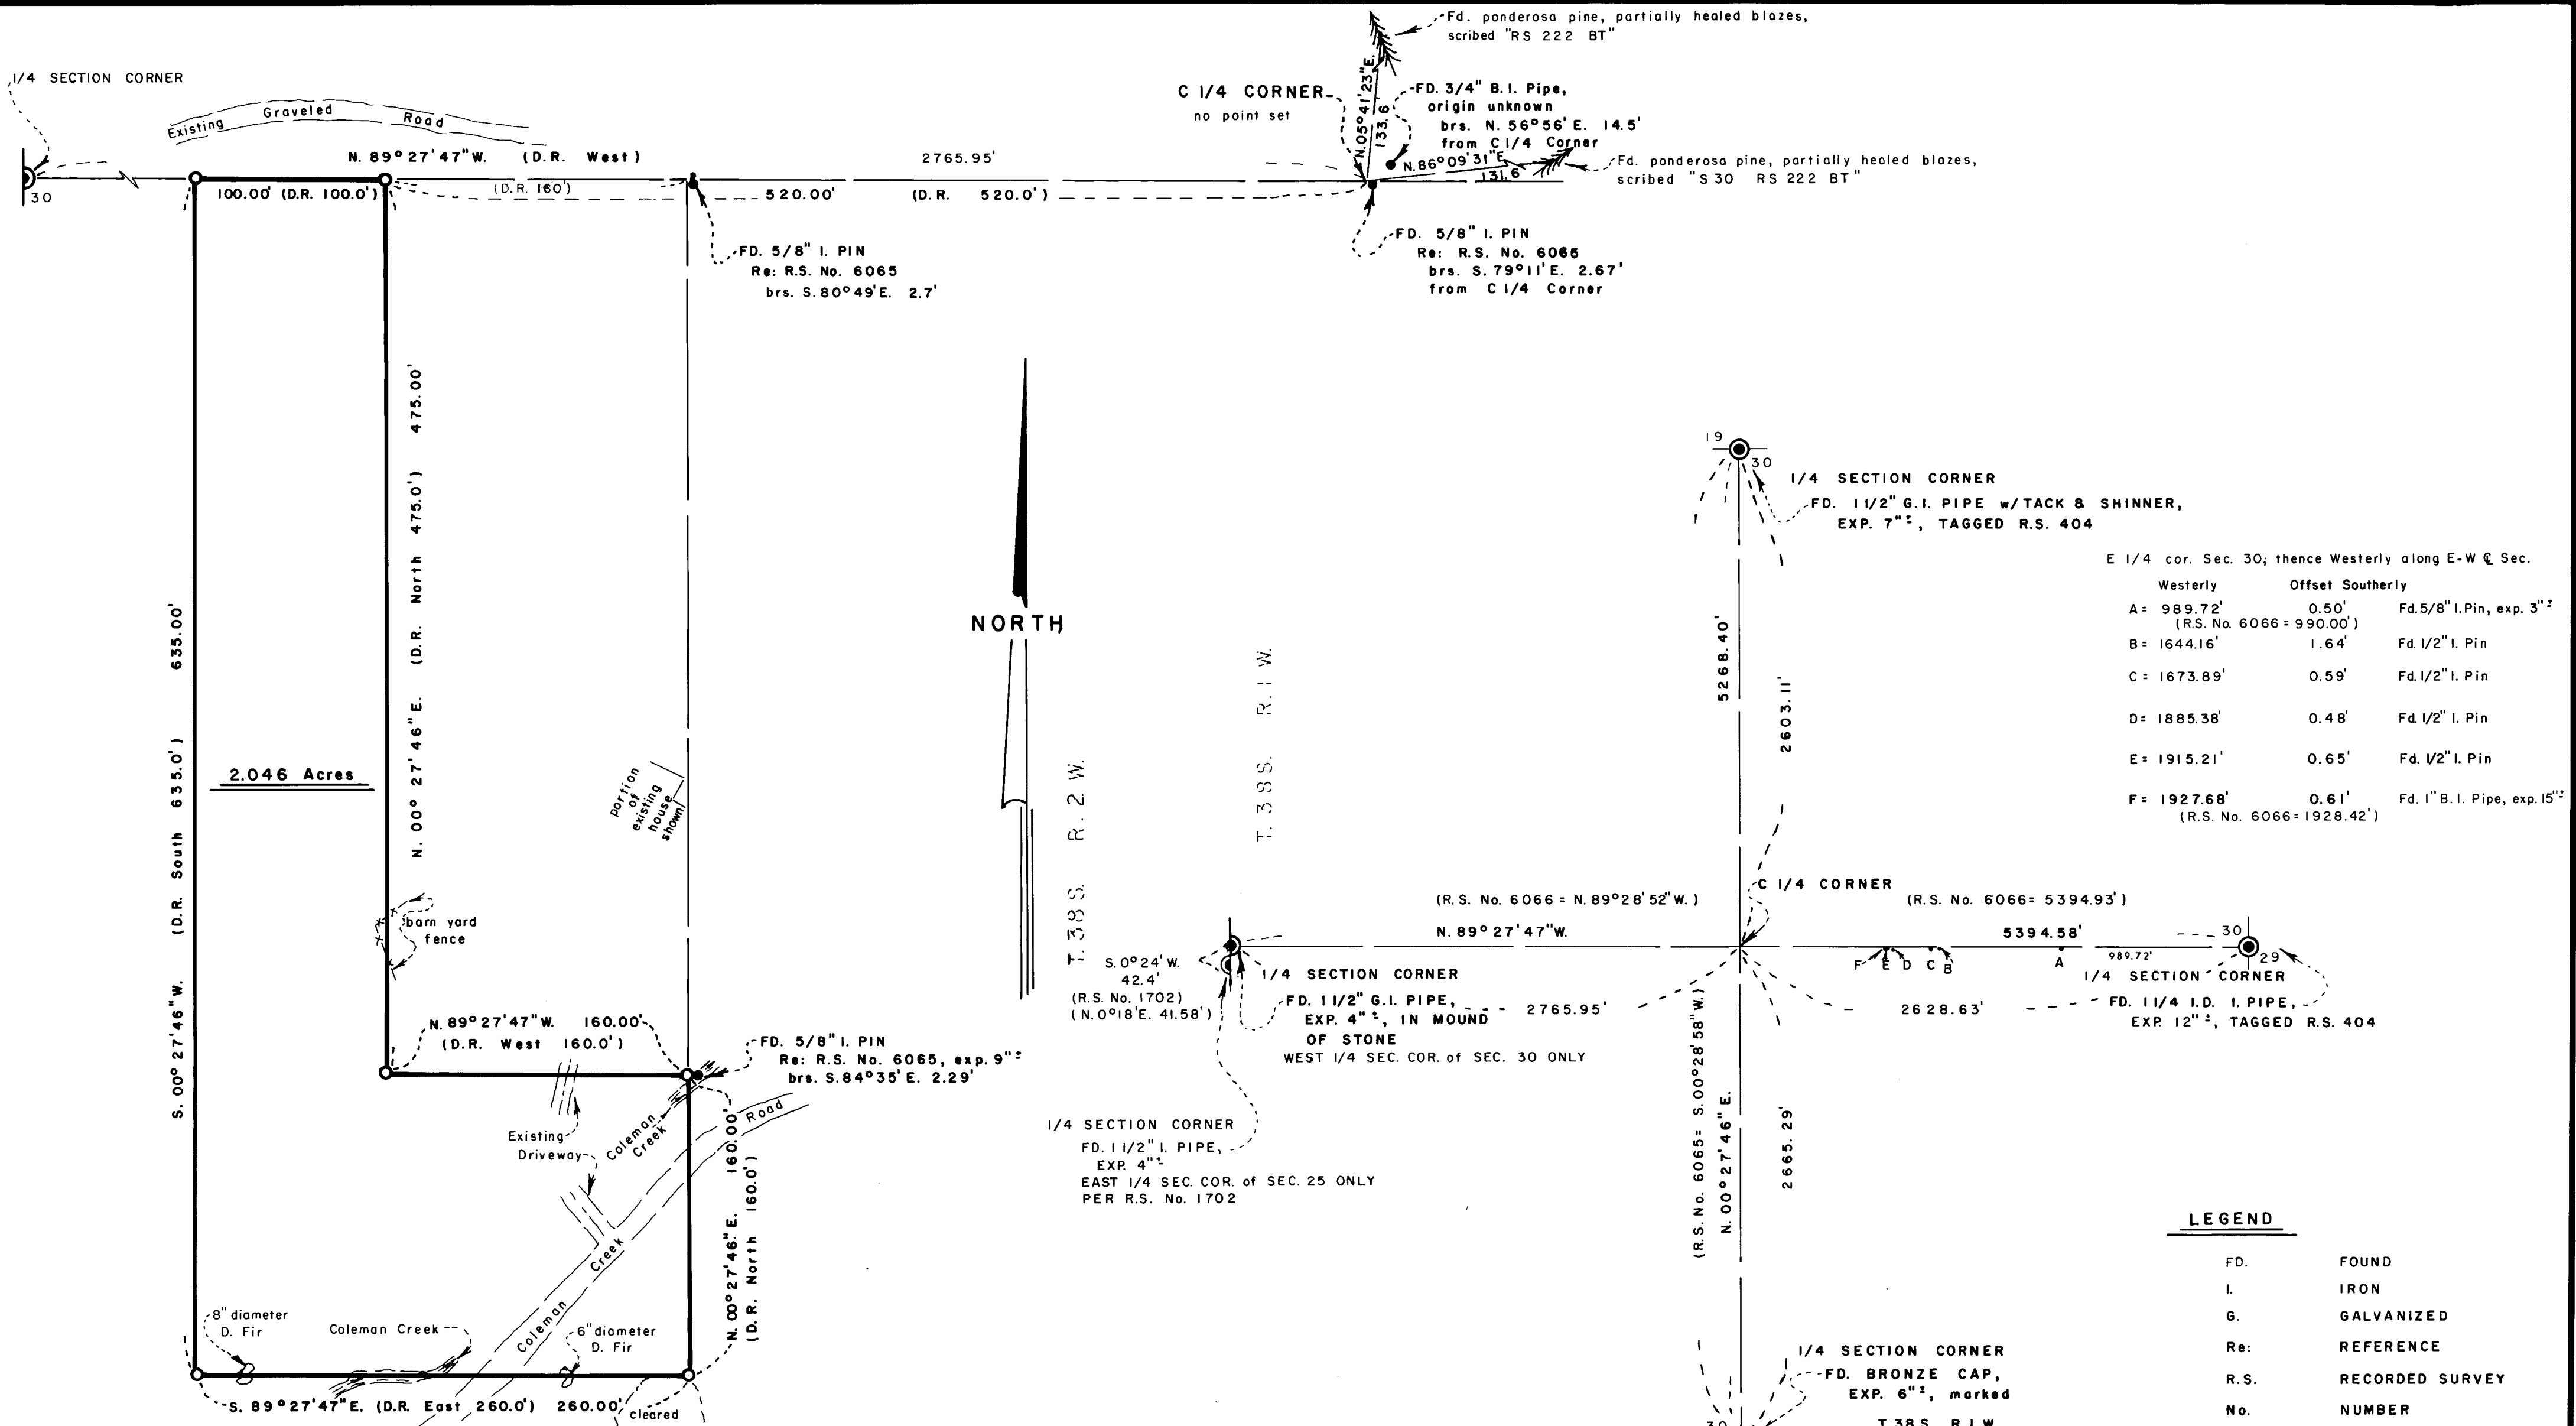 1/4 SECTION CORNER
30
Existing Graveled Road
N. 89°27'47"W. (D.R. West)
2765.95'
100.00' (D.R. 100.0')
(D.R. 160')
520.00' (D.R. 520.0')
C 1/4 CORNER
no point set
N.05°41'23"E.
133.6'
Fd. ponderosa pine, partially healed blazes,
scribed "RS 222 BT"
FD. 3/4" B.I. Pipe,
origin unknown
brs. N. 56°56' E. 14.5'
from C 1/4 Corner
N.86°09'31"E.
131.6'
Fd. ponderosa pine, partially healed blazes,
scribed "S 30 RS 222 BT"
FD. 5/8" I. PIN
Re: R.S. No. 6065
brs. S. 80°49'E. 2.7'
FD. 5/8" I. PIN
Re: R.S. No. 6065
brs. S. 79°11'E. 2.67'
from C 1/4 Corner
S. 00°27'46"W. (D.R. South 635.0') 635.00'
2.046 Acres
N. 00°27'46"E. (D.R. North 475.0') 475.00'
portion
of
existing
house
shown
barn yard
fence
N. 89°27'47"W. 160.00'
(D.R. West 160.0')
FD. 5/8" I. PIN
Re: R.S. No. 6065, exp. 9"±
brs. S. 84°35' E. 2.29'
Existing
Driveway
Coleman
Creek
Coleman Creek Road
N. 00°27'46"E. 160.00'
(D.R. North 160.0')
8" diameter
D. Fir
Coleman Creek
6" diameter
D. Fir
S. 89°27'47"E. (D.R. East 260.0') 260.00'
cleared
NORTH
T. 38S. R. 2 W.
T. 38S. R. 1 W.
19
30
1/4 SECTION CORNER
FD. 1 1/2" G.I. PIPE w/TACK & SHINNER,
EXP. 7"±, TAGGED R.S. 404
5268.40'
2603.11'
E 1/4 cor. Sec. 30; thence Westerly along E-W ℄ Sec.
Westerly Offset Southerly
A= 989.72' 0.50' Fd. 5/8" I. Pin, exp. 3"±
(R.S. No. 6066 = 990.00')
B= 1644.16' 1.64' Fd. 1/2" I. Pin
C= 1673.89' 0.59' Fd. 1/2" I. Pin
D= 1885.38' 0.48' Fd. 1/2" I. Pin
E= 1915.21' 0.65' Fd. 1/2" I. Pin
F= 1927.68' 0.61' Fd. 1" B.I. Pipe, exp. 15"±
(R.S. No. 6066=1928.42')
(R.S. No. 6066 = N. 89°28'52"W.)
C 1/4 CORNER
(R.S. No. 6066= 5394.93')
N. 89°27'47"W.
5394.58'
30
29
F E D C B A
989.72'
S. 0°24' W.
42.4'
(R.S. No. 1702)
(N.0°18'E. 41.58')
1/4 SECTION CORNER
FD. 1 1/2" G.I. PIPE,
EXP. 4"±, IN MOUND
OF STONE
WEST 1/4 SEC. COR. of SEC. 30 ONLY
2765.95'
2628.63'
1/4 SECTION CORNER
FD. 1 1/4 I.D. I. PIPE,
EXP. 12"±, TAGGED R.S. 404
1/4 SECTION CORNER
FD. 1 1/2" I. PIPE,
EXP. 4"±
EAST 1/4 SEC. COR. of SEC. 25 ONLY
PER R.S. No. 1702
(R.S. No. 6065= S. 00°28'58"W.)
N. 00°27'46" E.
2665.29'
1/4 SECTION CORNER
FD. BRONZE CAP,
EXP. 6"±, marked
T.38S. R.1W.
30
LEGEND
FD. FOUND
I. IRON
G. GALVANIZED
Re: REFERENCE
R.S. RECORDED SURVEY
No. NUMBER